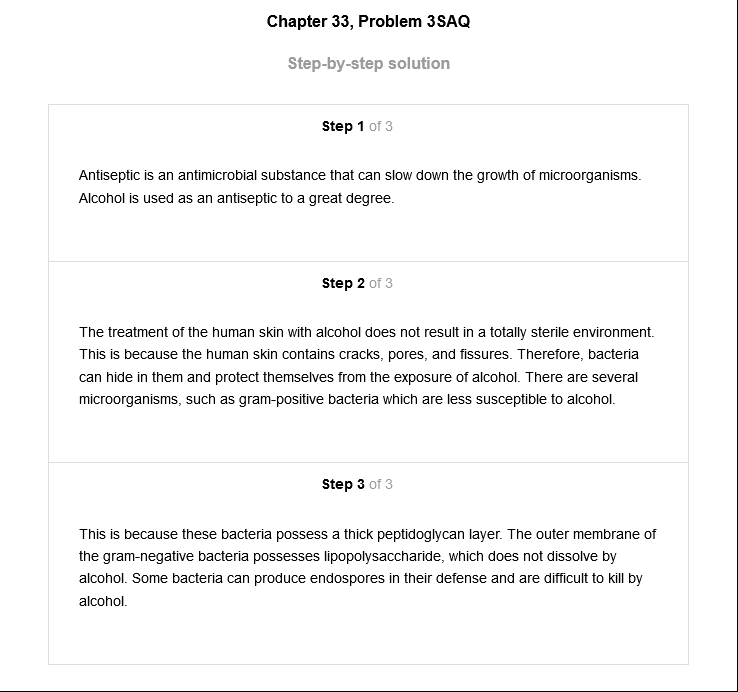 Chapter 33, Problem 3SAQ
Step-by-step solution
Step 1 of 3
Antiseptic is an antimicrobial substance that can slow down the growth of microorganisms.
Alcohol is used as an antiseptic to a great degree.
Step 2 of 3
The treatment of the human skin with alcohol does not result in a totally sterile environment.
This is because the human skin contains cracks, pores, and fissures. Therefore, bacteria
can hide in them and protect themselves from the exposure of alcohol. There are several
microorganisms, such as gram-positive bacteria which are less susceptible to alcohol.
Step 3 of 3
This is because these bacteria possess a thick peptidoglycan layer. The outer membrane of
the gram-negative bacteria possesses lipopolysaccharide, which does not dissolve by
alcohol. Some bacteria can produce endospores in their defense and are difficult to kill by
alcohol.